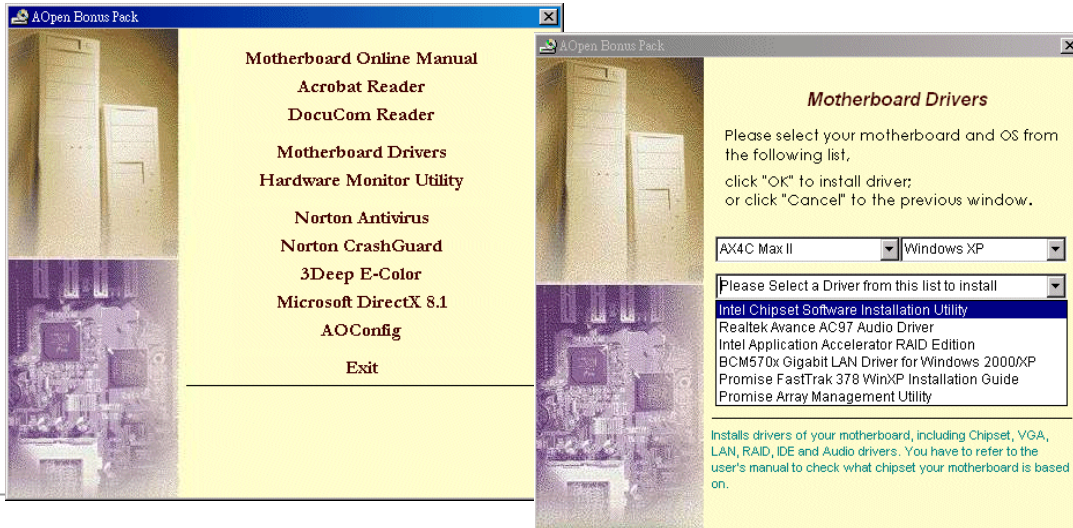 AOpen Bonus Pack
Motherboard Online Manual
Acrobat Reader
DocuCom Reader
Motherboard Drivers
Hardware Monitor Utility
Norton Antivirus
Norton CrashGuard
3Deep E-Color
Microsoft DirectX 8.1
AOConfig
Exit
AOpen Bonus Pack
Motherboard Drivers
Please select your motherboard and OS from
the following list,
click "OK" to install driver;
or click "Cancel" to the previous window.
AX4C Max II
Windows XP
Please Select a Driver from this list to install
Intel Chipset Software Installation Utility
Realtek Avance AC97 Audio Driver
Intel Application Accelerator RAID Edition
BCM570x Gigabit LAN Driver for Windows 2000/XP
Promise FastTrak 378 WinXP Installation Guide
Promise Array Management Utility
Installs drivers of your motherboard, including Chipset, VGA,
LAN, RAID, IDE and Audio drivers. You have to refer to the
user's manual to check what chipset your motherboard is based
on.